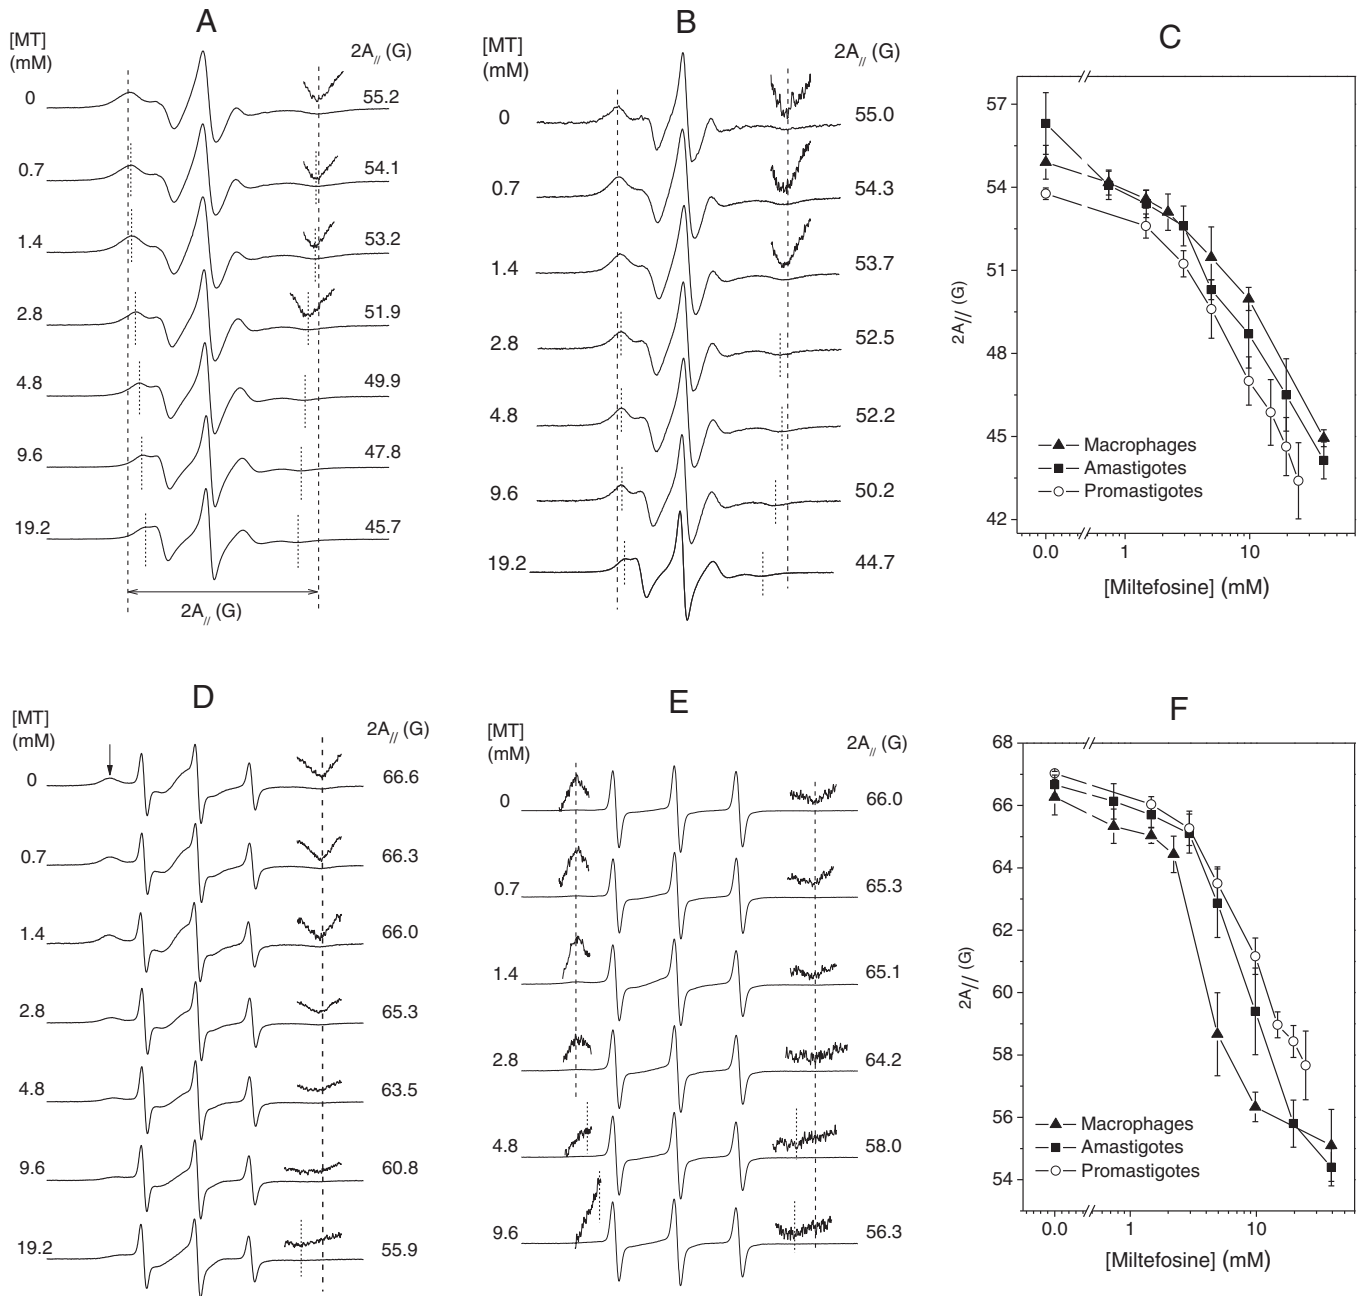 A
[MT]
(mM)
2A// (G)
0
55.2
0.7
54.1
1.4
53.2
2.8
51.9
4.8
49.9
9.6
47.8
19.2
45.7
2A// (G)
B
[MT]
(mM)
2A// (G)
0
55.0
0.7
54.3
1.4
53.7
2.8
52.5
4.8
52.2
9.6
50.2
19.2
44.7
C
57
54
51
48
45
42
2A// (G)
Macrophages
Amastigotes
Promastigotes
0.0 1 10
[Miltefosine] (mM)
D
[MT]
(mM)
2A// (G)
0
66.6
0.7
66.3
1.4
66.0
2.8
65.3
4.8
63.5
9.6
60.8
19.2
55.9
E
[MT]
(mM)
2A// (G)
0
66.0
0.7
65.3
1.4
65.1
2.8
64.2
4.8
58.0
9.6
56.3
F
68
66
64
62
60
58
56
54
2A// (G)
Macrophages
Amastigotes
Promastigotes
0.0 1 10
[Miltefosine] (mM)